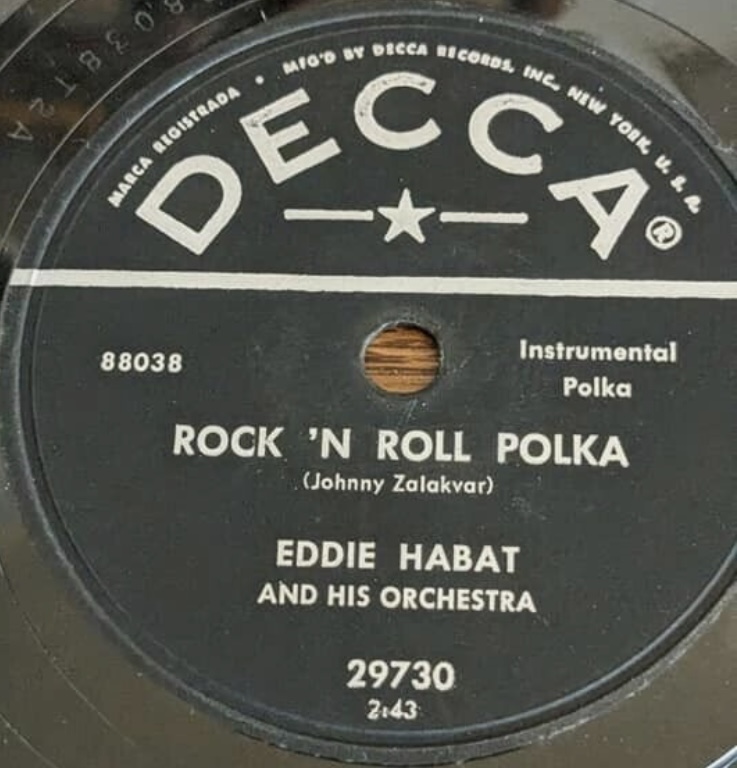 88038T2A
MARCA REGISTRADA • MFG'D BY DECCA RECORDS, INC., NEW YORK, U. S. A.
DECCA®
88038
Instrumental
Polka
ROCK 'N ROLL POLKA
(Johnny Zalakvar)
EDDIE HABAT
AND HIS ORCHESTRA
29730
2:43